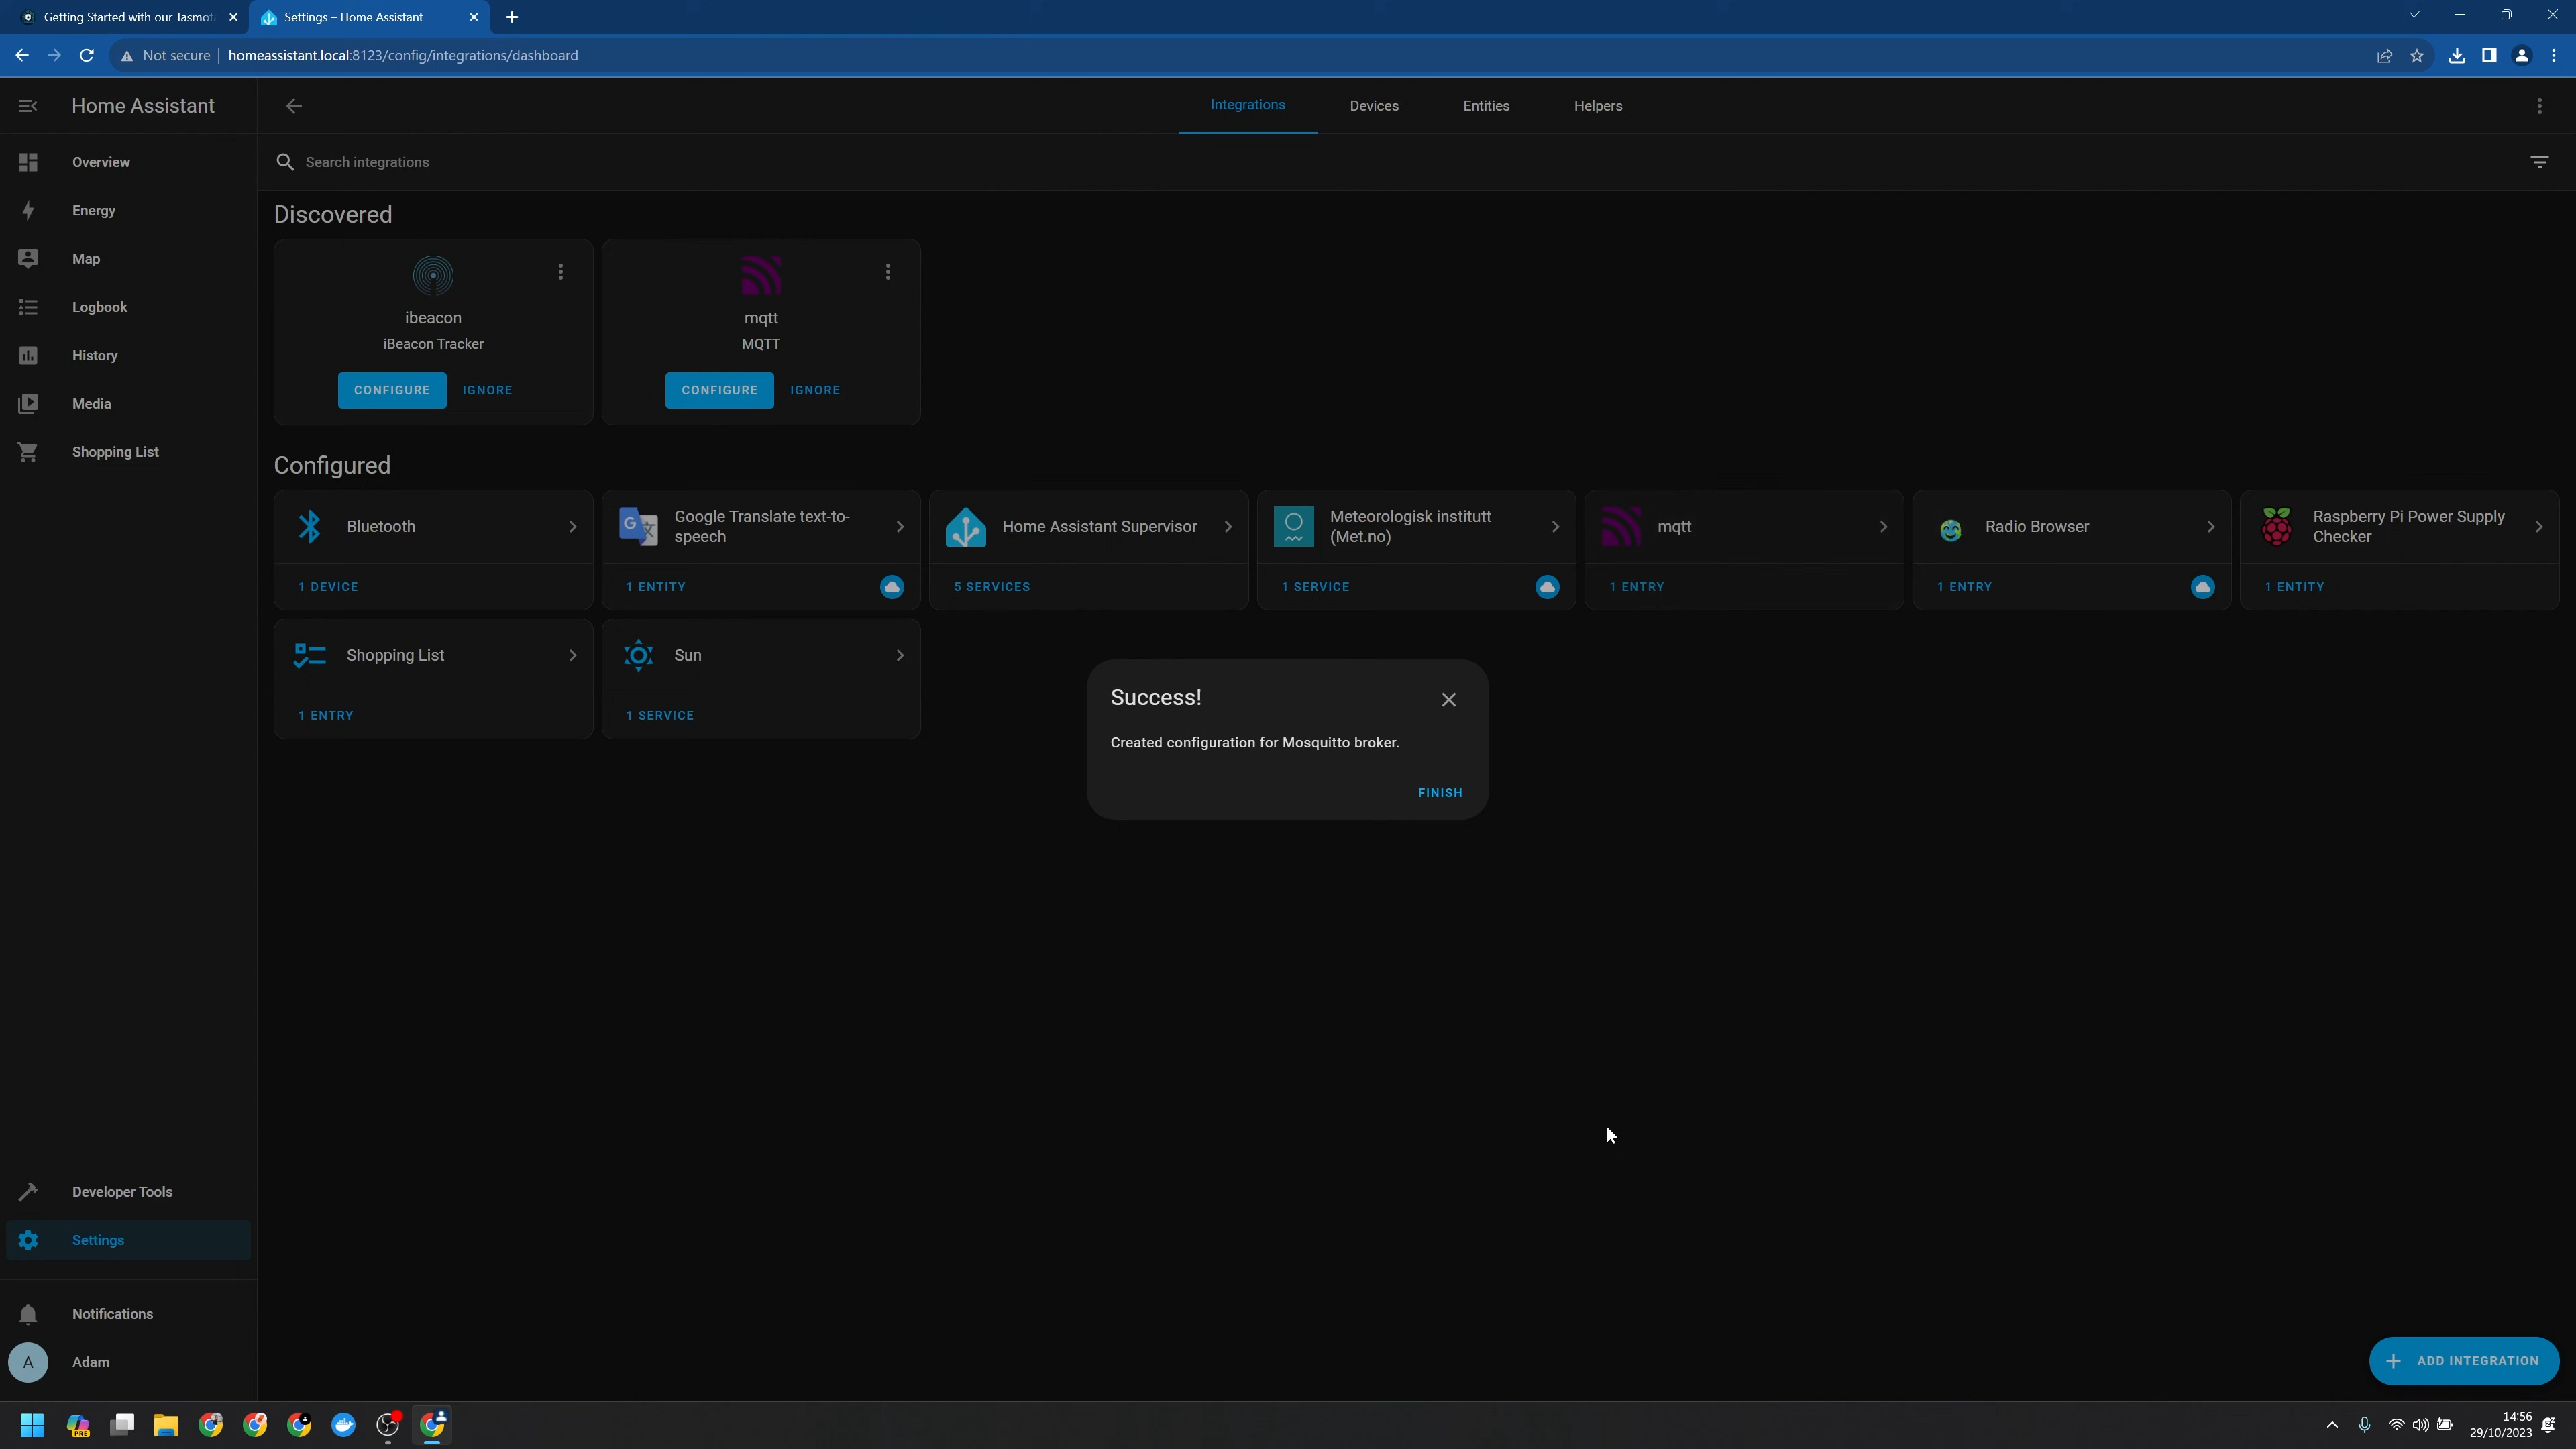 Getting Started with our Tasmot
Settings – Home Assistant
Not secure
homeassistant.local:8123/config/integrations/dashboard
Home Assistant
Integrations
Devices
Entities
Helpers
Overview
Search integrations
Energy
Discovered
Map
Logbook
ibeacon
mqtt
iBeacon Tracker
MQTT
History
CONFIGURE
IGNORE
CONFIGURE
IGNORE
Media
Shopping List
Configured
Bluetooth
Google Translate text-to-
speech
Home Assistant Supervisor
Meteorologisk institutt
(Met.no)
mqtt
Radio Browser
Raspberry Pi Power Supply
Checker
1 DEVICE
1 ENTITY
5 SERVICES
1 SERVICE
1 ENTRY
1 ENTRY
1 ENTITY
Shopping List
Sun
1 ENTRY
1 SERVICE
Success!
Created configuration for Mosquitto broker.
FINISH
Developer Tools
Settings
Notifications
A
Adam
ADD INTEGRATION
PRE
14:56
29/10/2023